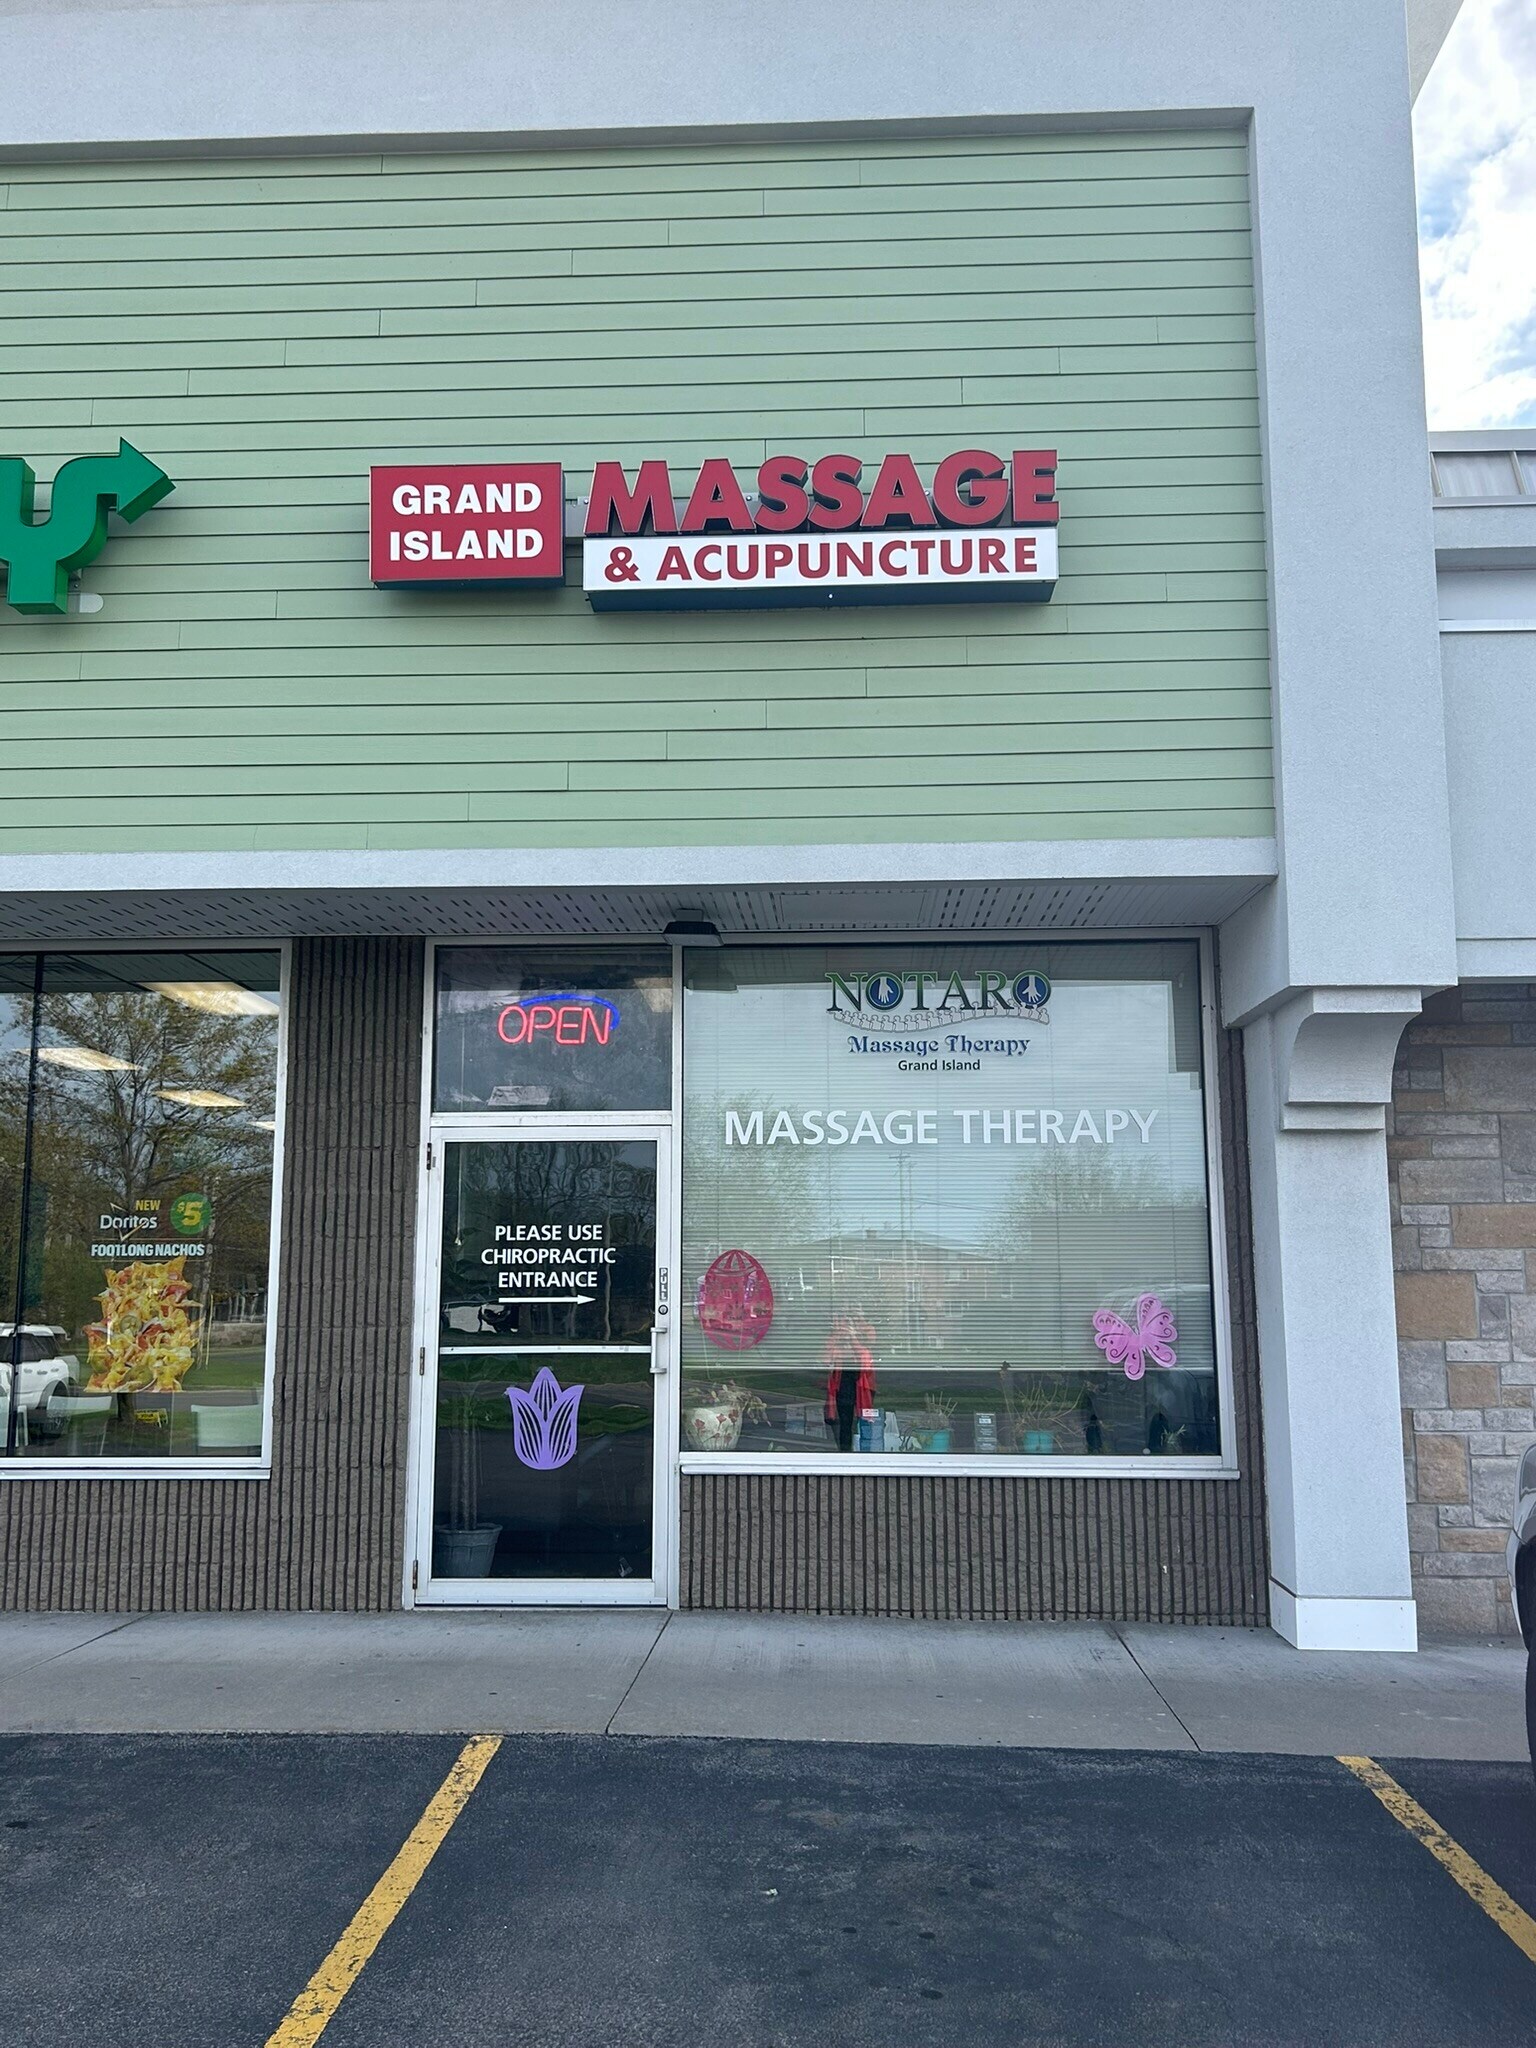 GRAND
ISLAND
MASSAGE
& ACUPUNCTURE
Y
OPEN
NOTARO
Massage Therapy
Grand Island
MASSAGE THERAPY
PLEASE USE
CHIROPRACTIC
ENTRANCE
PULL
NEW
Doritos
$5
FOOTLONG NACHOS